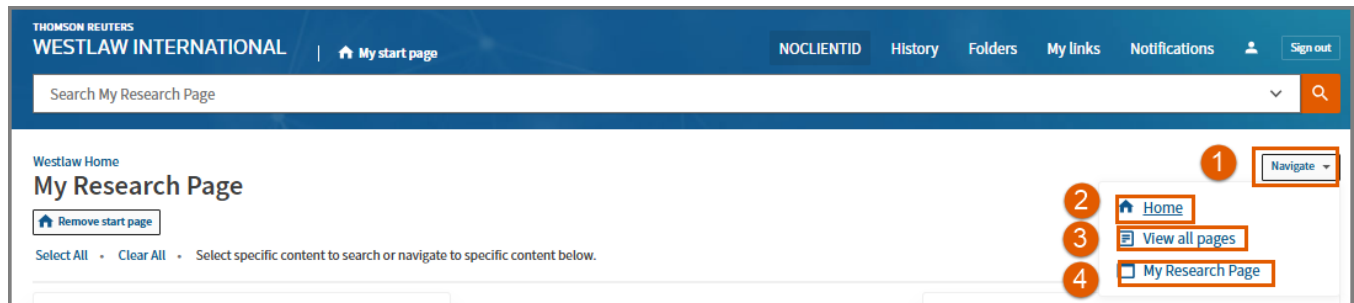 THOMSON REUTERS
WESTLAW INTERNATIONAL | My start page NOCLIENTID History Folders My links Notifications Sign out
Search My Research Page
Westlaw Home
1 Navigate
My Research Page
2 Home
Remove start page
3 View all pages
Select All • Clear All • Select specific content to search or navigate to specific content below.
4 My Research Page